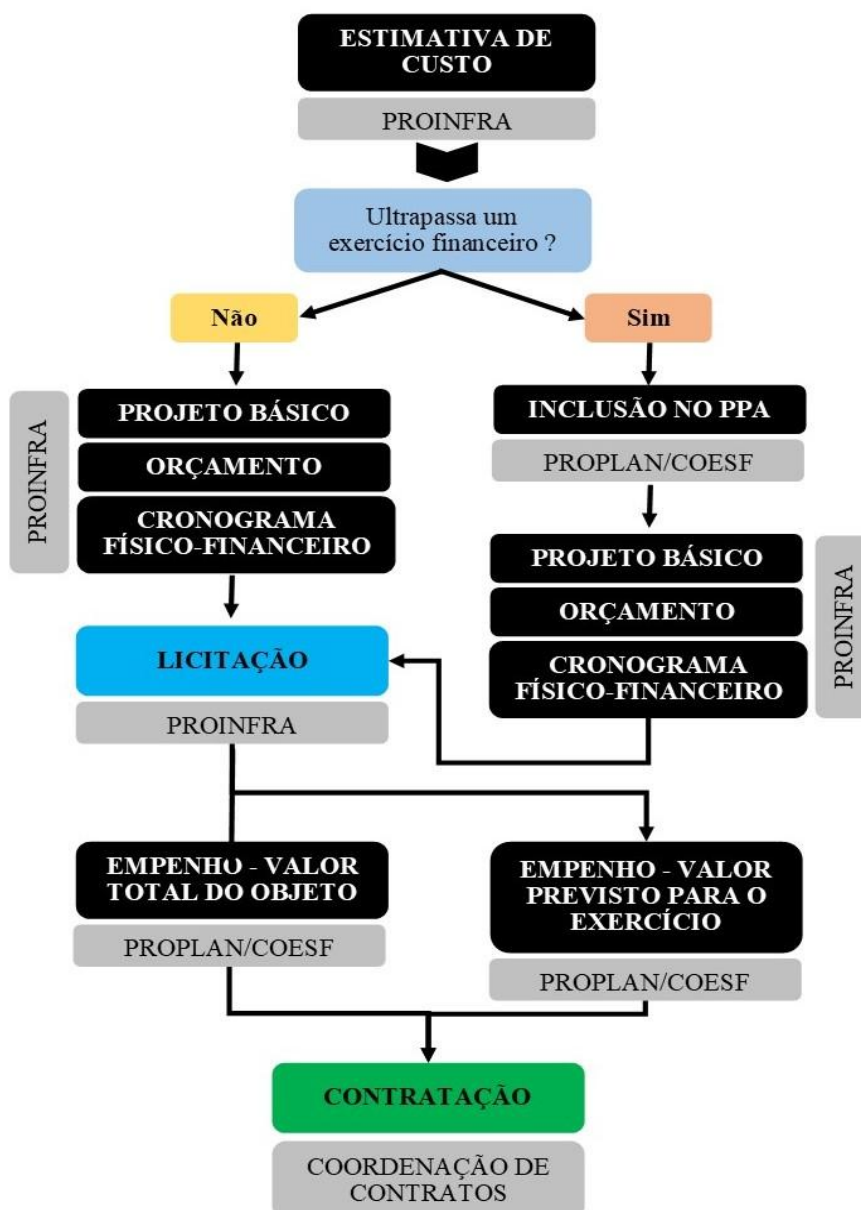 ESTIMATIVA DE
CUSTO
PROINFRA
Ultrapassa um
exercício financeiro ?
Não
Sim
PROINFRA
PROJETO BÁSICO
ORÇAMENTO
CRONOGRAMA
FÍSICO-FINANCEIRO
INCLUSÃO NO PPA
PROPLAN/COESF
PROJETO BÁSICO
ORÇAMENTO
CRONOGRAMA
FÍSICO-FINANCEIRO
PROINFRA
LICITAÇÃO
PROINFRA
EMPENHO - VALOR
TOTAL DO OBJETO
PROPLAN/COESF
EMPENHO - VALOR
PREVISTO PARA O
EXERCÍCIO
PROPLAN/COESF
CONTRATAÇÃO
COORDENAÇÃO DE
CONTRATOS